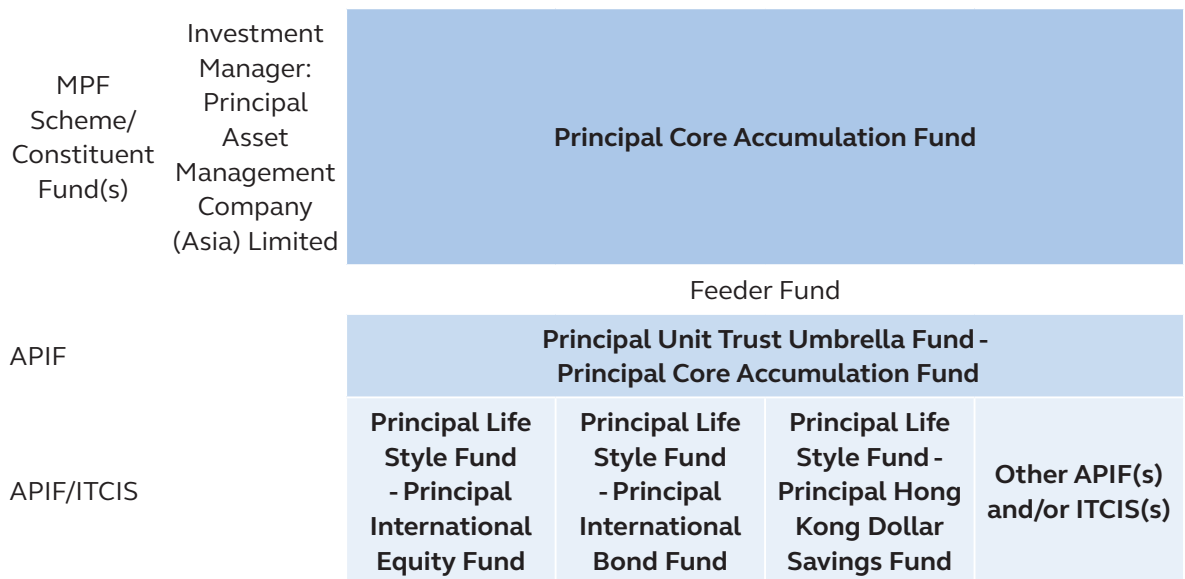 MPF
Scheme/
Constituent
Fund(s)
Investment
Manager:
Principal
Asset
Management
Company
(Asia) Limited
Principal Core Accumulation Fund
Feeder Fund
APIF
Principal Unit Trust Umbrella Fund -
Principal Core Accumulation Fund
APIF/ITCIS
Principal Life
Style Fund
- Principal
International
Equity Fund
Principal Life
Style Fund
- Principal
International
Bond Fund
Principal Life
Style Fund -
Principal Hong
Kong Dollar
Savings Fund
Other APIF(s)
and/or ITCIS(s)